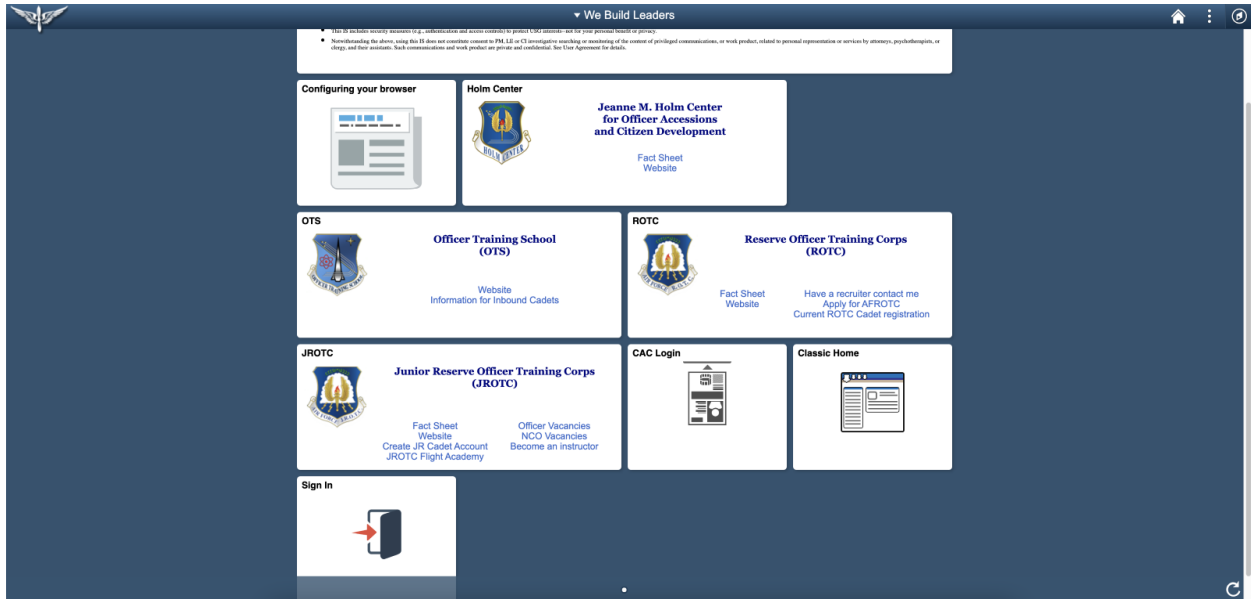 We Build Leaders
This IS includes security measures (e.g., authentication and access controls) to protect USG interests--not for your personal benefit or privacy.
Notwithstanding the above, using this IS does not constitute consent to PM, LE or CI investigative searching or monitoring of the content of privileged communications, or work product, related to personal representation or services by attorneys, psychotherapists, or
clergy, and their assistants. Such communications and work product are private and confidential. See User Agreement for details.
Configuring your browser
Holm Center
Jeanne M. Holm Center
for Officer Accessions
and Citizen Development
HOLM CENTER
Fact Sheet
Website
OTS
Officer Training School
(OTS)
OFFICER TRAINING SCHOOL
Website
Information for Inbound Cadets
ROTC
Reserve Officer Training Corps
(ROTC)
AIR FORCE R.O.T.C.
Fact Sheet
Website
Have a recruiter contact me
Apply for AFROTC
Current ROTC Cadet registration
JROTC
Junior Reserve Officer Training Corps
(JROTC)
Fact Sheet
Website
Create JR Cadet Account
JROTC Flight Academy
Officer Vacancies
NCO Vacancies
Become an instructor
CAC Login
Classic Home
Sign In